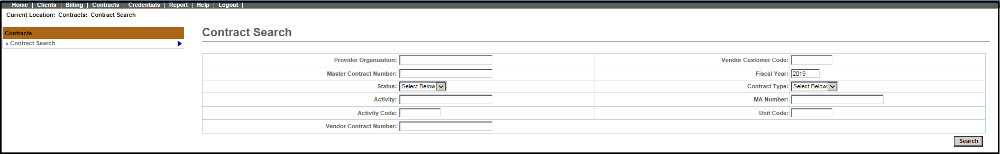 Home | Clients | Billing | Contracts | Credentials | Report | Help | Logout |
Current Location: Contracts: Contract Search
Contracts
» Contract Search
Contract Search
Provider Organization: Vendor Customer Code:
Master Contract Number: Fiscal Year: 2019
Status: Select Below Contract Type: Select Below
Activity: MA Number:
Activity Code: Unit Code:
Vendor Contract Number:
Search